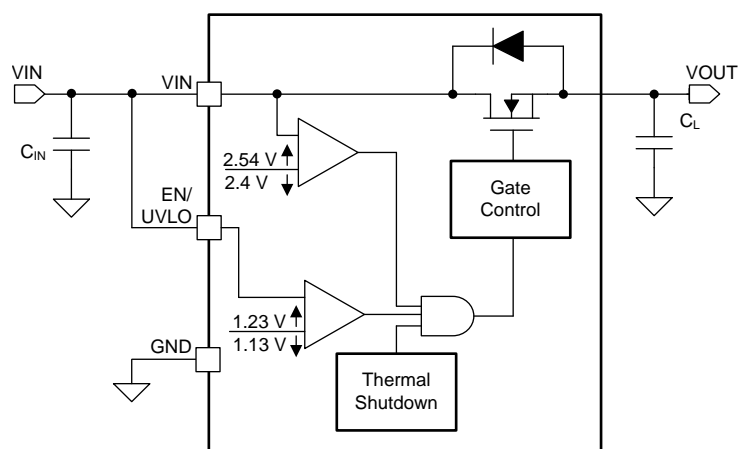 VIN
VIN
VOUT
CIN
CL
2.54 V
2.4 V
EN/
UVLO
Gate
Control
1.23 V
1.13 V
GND
Thermal
Shutdown